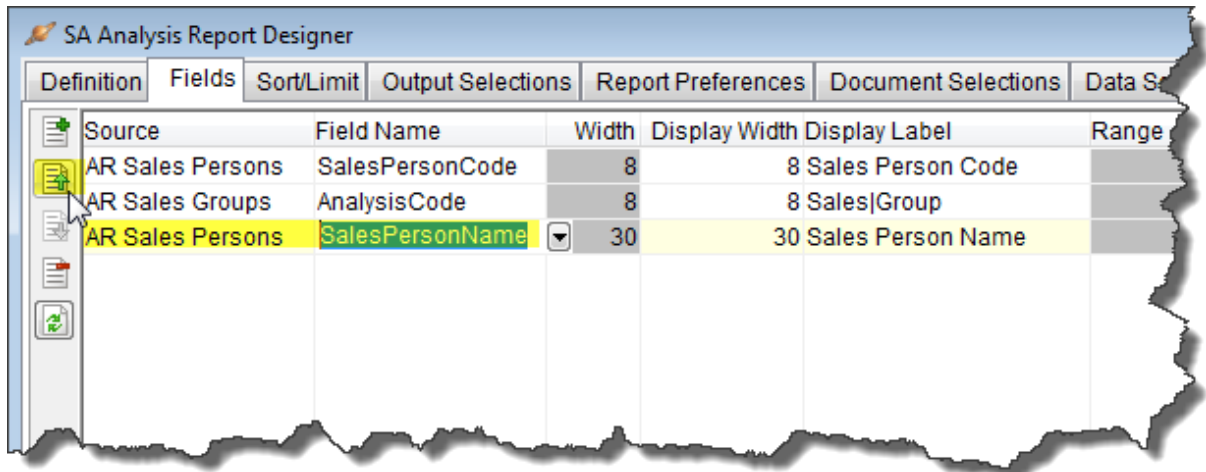 SA Analysis Report Designer
Definition Fields Sort/Limit Output Selections Report Preferences Document Selections Data
Source Field Name Width Display Width Display Label Range
AR Sales Persons SalesPersonCode 8 8 Sales Person Code
AR Sales Groups AnalysisCode 8 8 Sales|Group
AR Sales Persons SalesPersonName 30 30 Sales Person Name